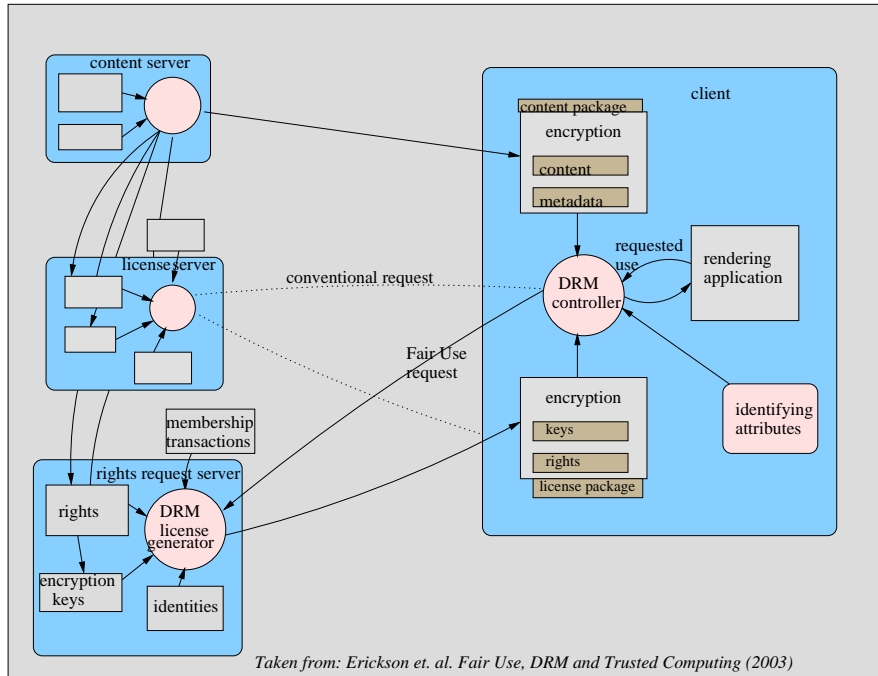 content server
client
content package
encryption
content
metadata
licenseserver
conventional request
requested
use
rendering
application
DRM
controller
Fair Use
request
encryption
keys
rights
license package
identifying
attributes
membership
transactions
rights request server
rights
DRM
license
generator
encryption
keys
identities
Taken from: Erickson et. al. Fair Use, DRM and Trusted Computing (2003)